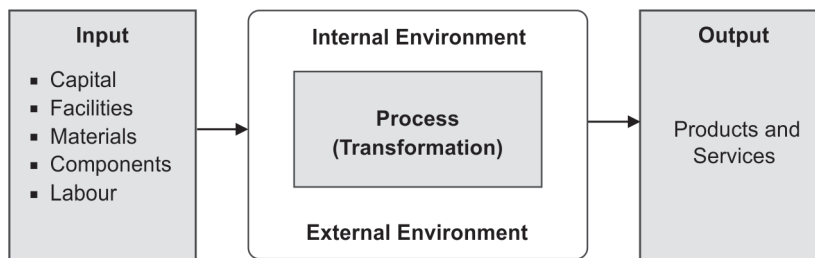 Input
▪ Capital
▪ Facilities
▪ Materials
▪ Components
▪ Labour
Internal Environment
Process
(Transformation)
External Environment
Output
Products and
Services